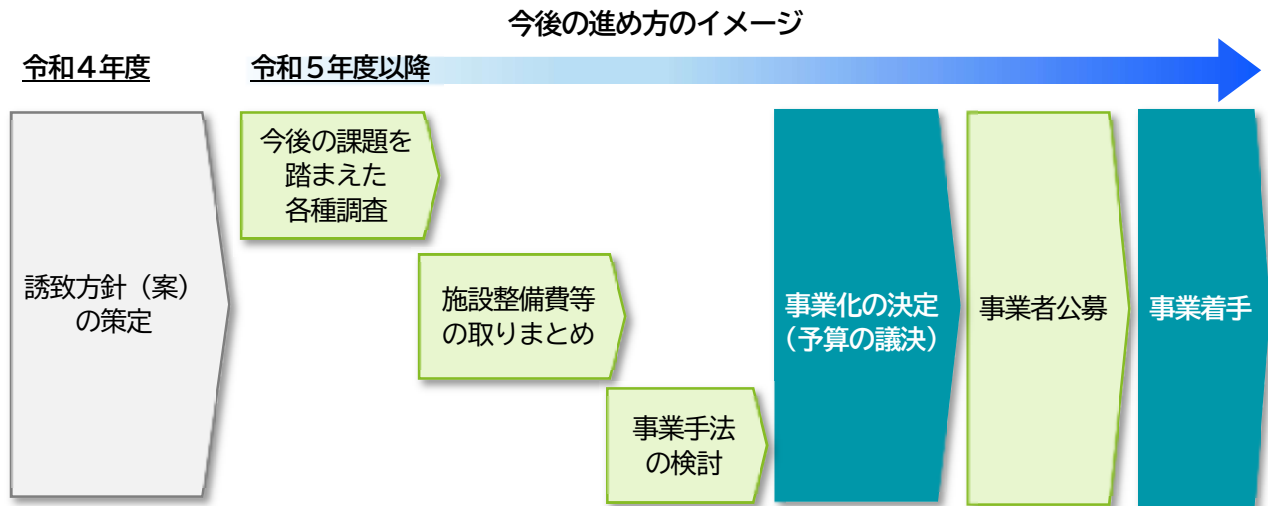 今後の進め方のイメージ
令和４年度
令和５年度以降
誘致方針（案）
の策定
今後の課題を
踏まえた
各種調査
施設整備費等
の取りまとめ
事業手法
の検討
事業化の決定
（予算の議決）
事業者公募
事業着手